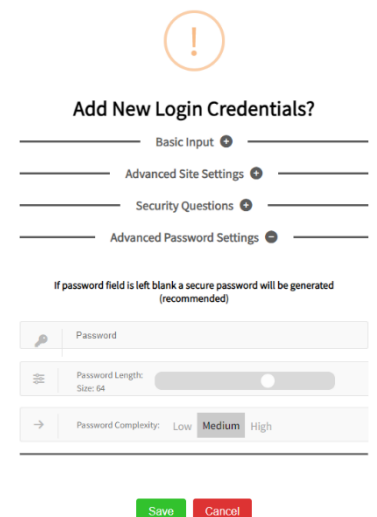 !
Add New Login Credentials?
Basic Input
Advanced Site Settings
Security Questions
Advanced Password Settings
If password field is left blank a secure password will be generated
(recommended)
Password
Password Length:
Size: 64
Password Complexity: Low Medium High
Save Cancel